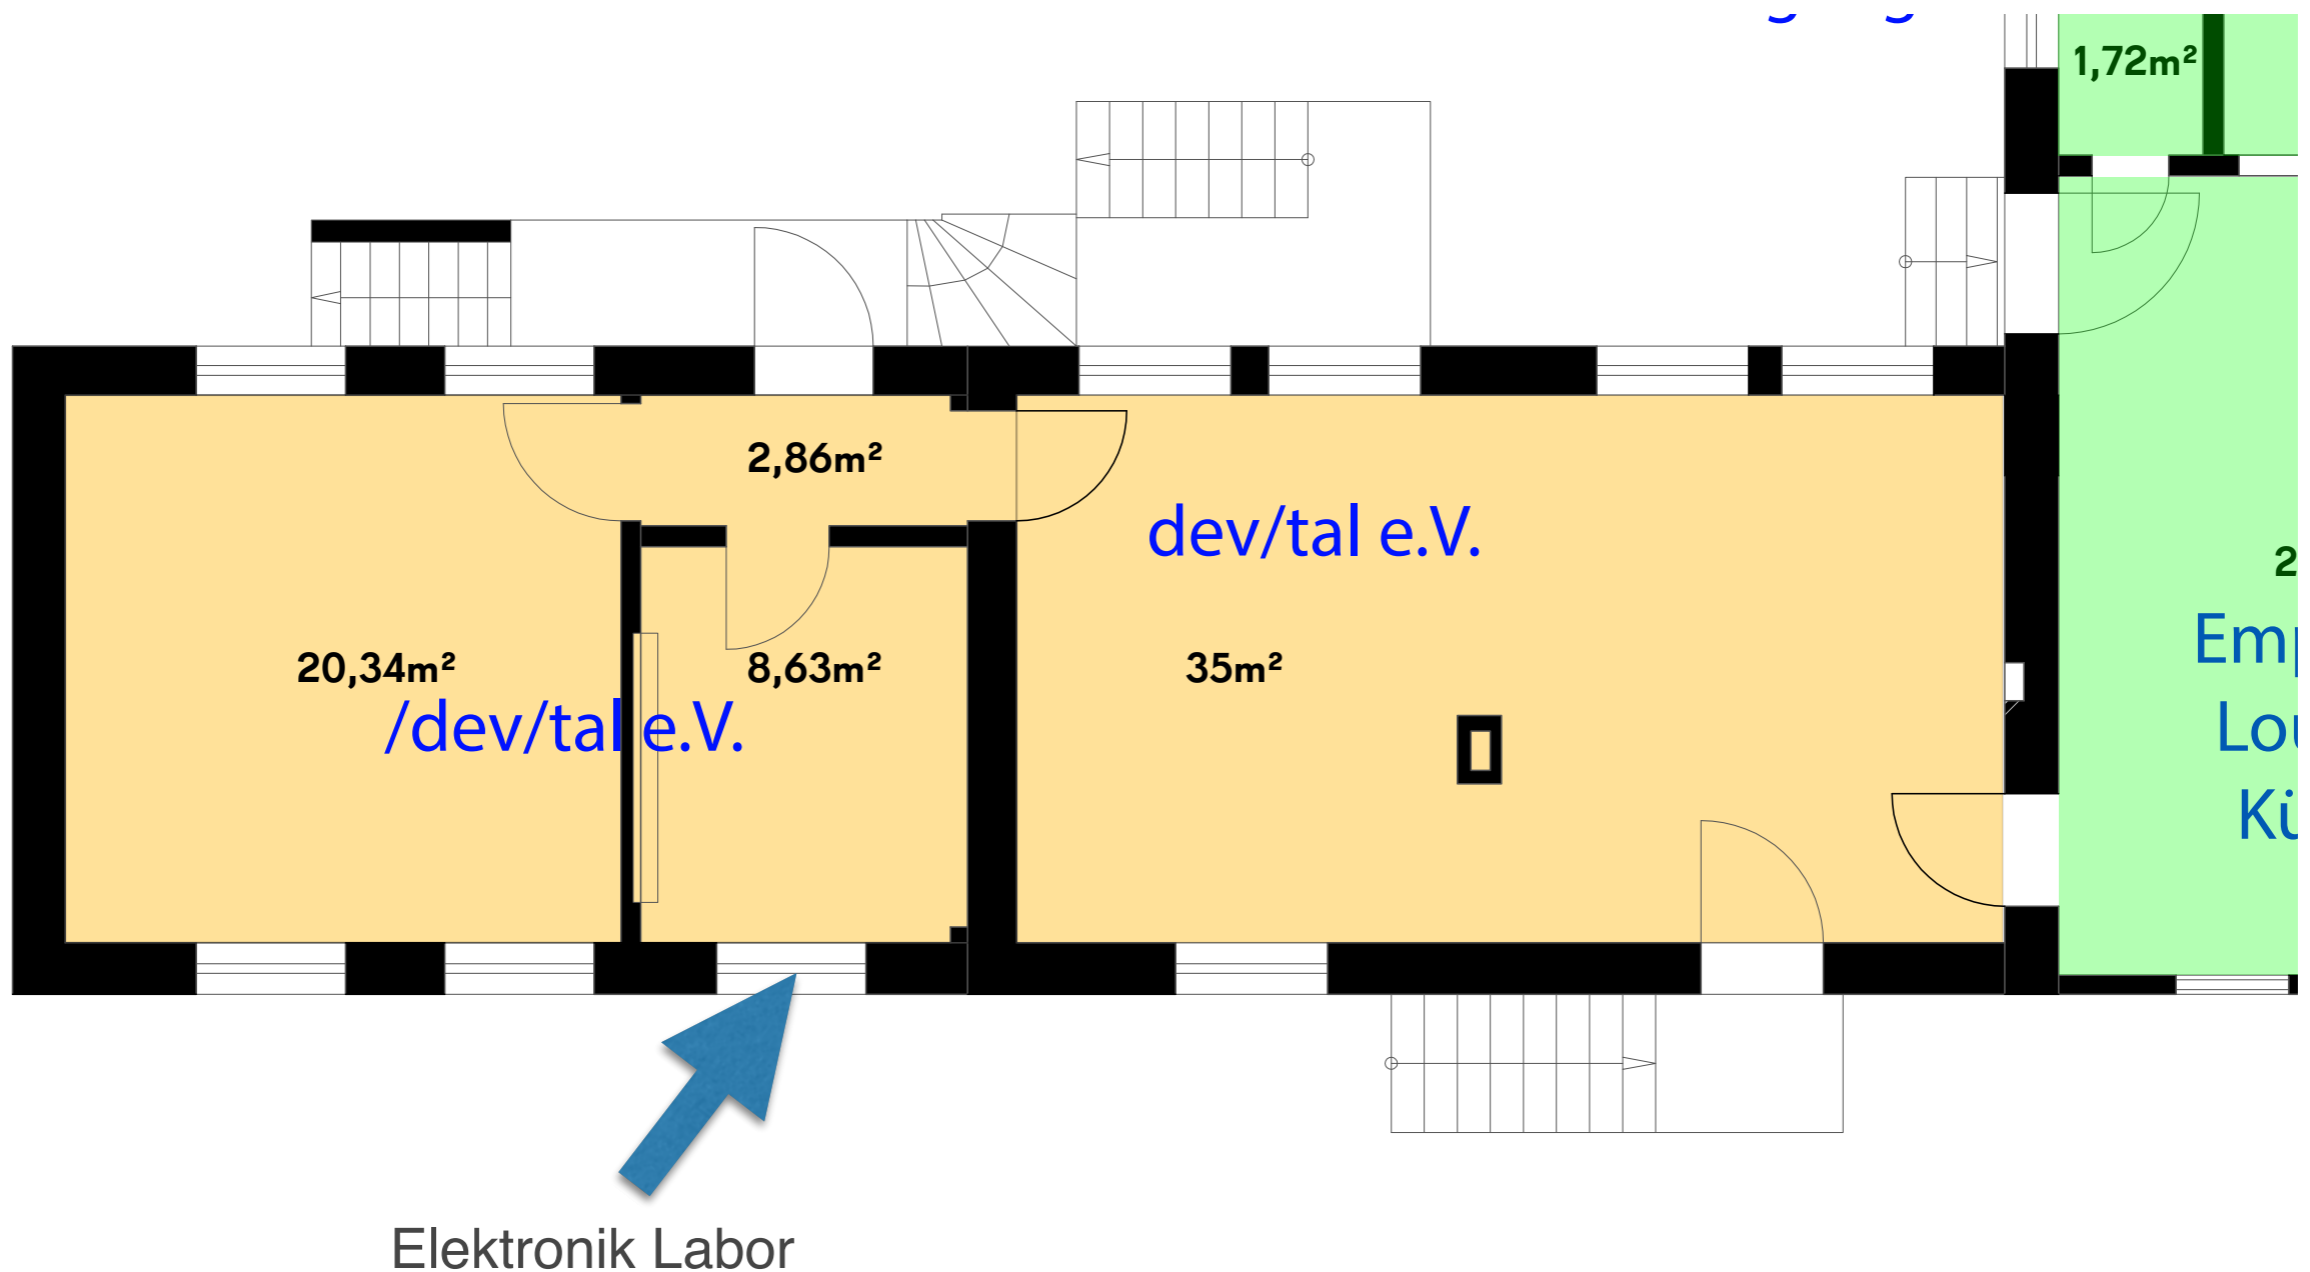 1,72m²
2,86m²
dev/tal e.V.
20,34m²
8,63m²
35m²
/dev/tal e.V.
Elektronik Labor